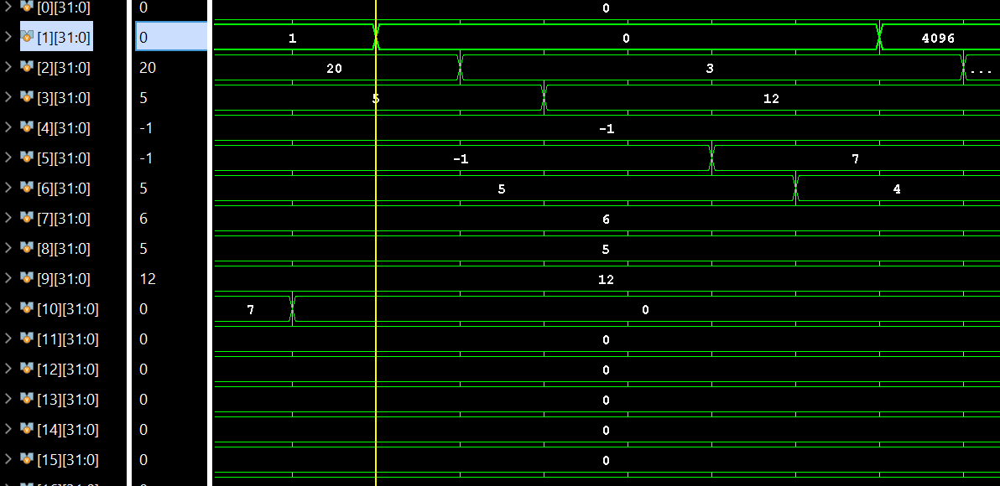 [0][31:0] 0 0
[1][31:0] 0 1 0 4096
[2][31:0] 20 20 3 ...
[3][31:0] 5 5 12
[4][31:0] -1 -1
[5][31:0] -1 -1 7
[6][31:0] 5 5 4
[7][31:0] 6 6
[8][31:0] 5 5
[9][31:0] 12 12
[10][31:0] 0 7 0
[11][31:0] 0 0
[12][31:0] 0 0
[13][31:0] 0 0
[14][31:0] 0 0
[15][31:0] 0 0